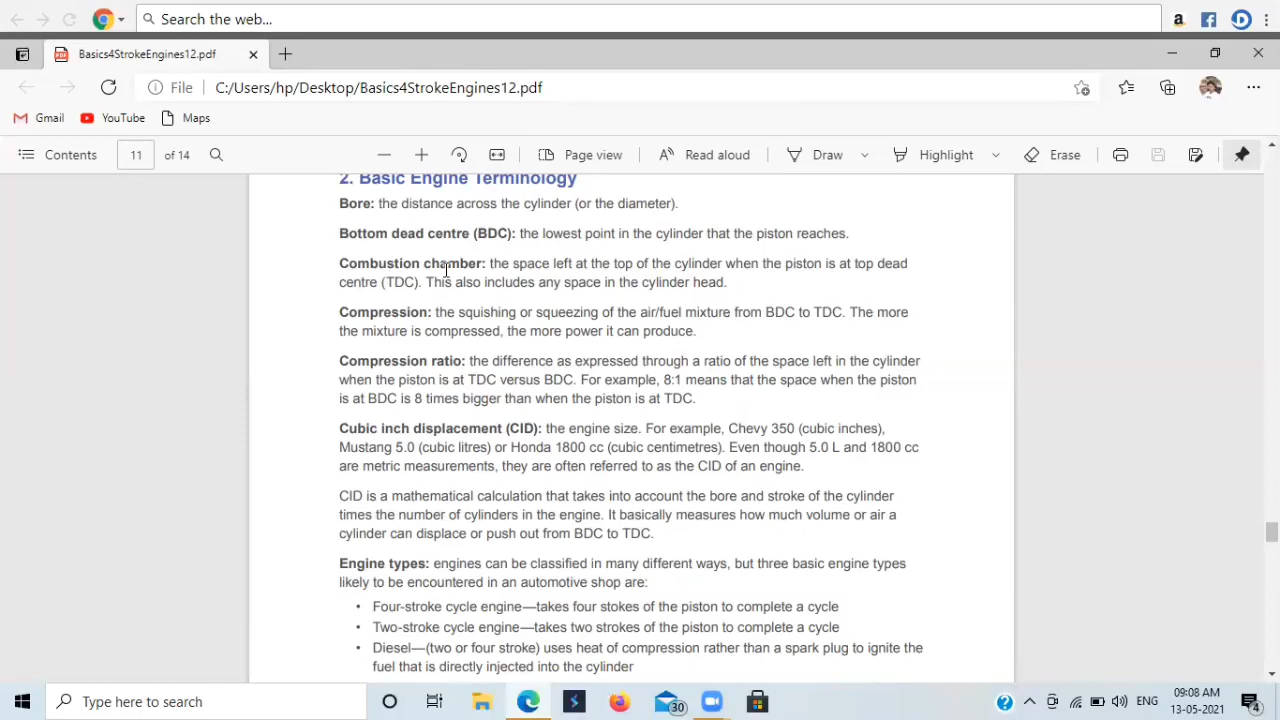 Search the web...
Basics4StrokeEngines12.pdf
File C:/Users/hp/Desktop/Basics4StrokeEngines12.pdf
Gmail YouTube Maps
Contents 11 of 14 Page view Read aloud Draw Highlight Erase
2. Basic Engine Terminology
Bore: the distance across the cylinder (or the diameter).
Bottom dead centre (BDC): the lowest point in the cylinder that the piston reaches.
Combustion chamber: the space left at the top of the cylinder when the piston is at top dead
centre (TDC). This also includes any space in the cylinder head.
Compression: the squishing or squeezing of the air/fuel mixture from BDC to TDC. The more
the mixture is compressed, the more power it can produce.
Compression ratio: the difference as expressed through a ratio of the space left in the cylinder
when the piston is at TDC versus BDC. For example, 8:1 means that the space when the piston
is at BDC is 8 times bigger than when the piston is at TDC.
Cubic inch displacement (CID): the engine size. For example, Chevy 350 (cubic inches),
Mustang 5.0 (cubic litres) or Honda 1800 cc (cubic centimetres). Even though 5.0 L and 1800 cc
are metric measurements, they are often referred to as the CID of an engine.
CID is a mathematical calculation that takes into account the bore and stroke of the cylinder
times the number of cylinders in the engine. It basically measures how much volume or air a
cylinder can displace or push out from BDC to TDC.
Engine types: engines can be classified in many different ways, but three basic engine types
likely to be encountered in an automotive shop are:
• Four-stroke cycle engine—takes four stokes of the piston to complete a cycle
• Two-stroke cycle engine—takes two strokes of the piston to complete a cycle
• Diesel—(two or four stroke) uses heat of compression rather than a spark plug to ignite the
fuel that is directly injected into the cylinder
Type here to search 30 ENG 09:08 AM
13-05-2021 4